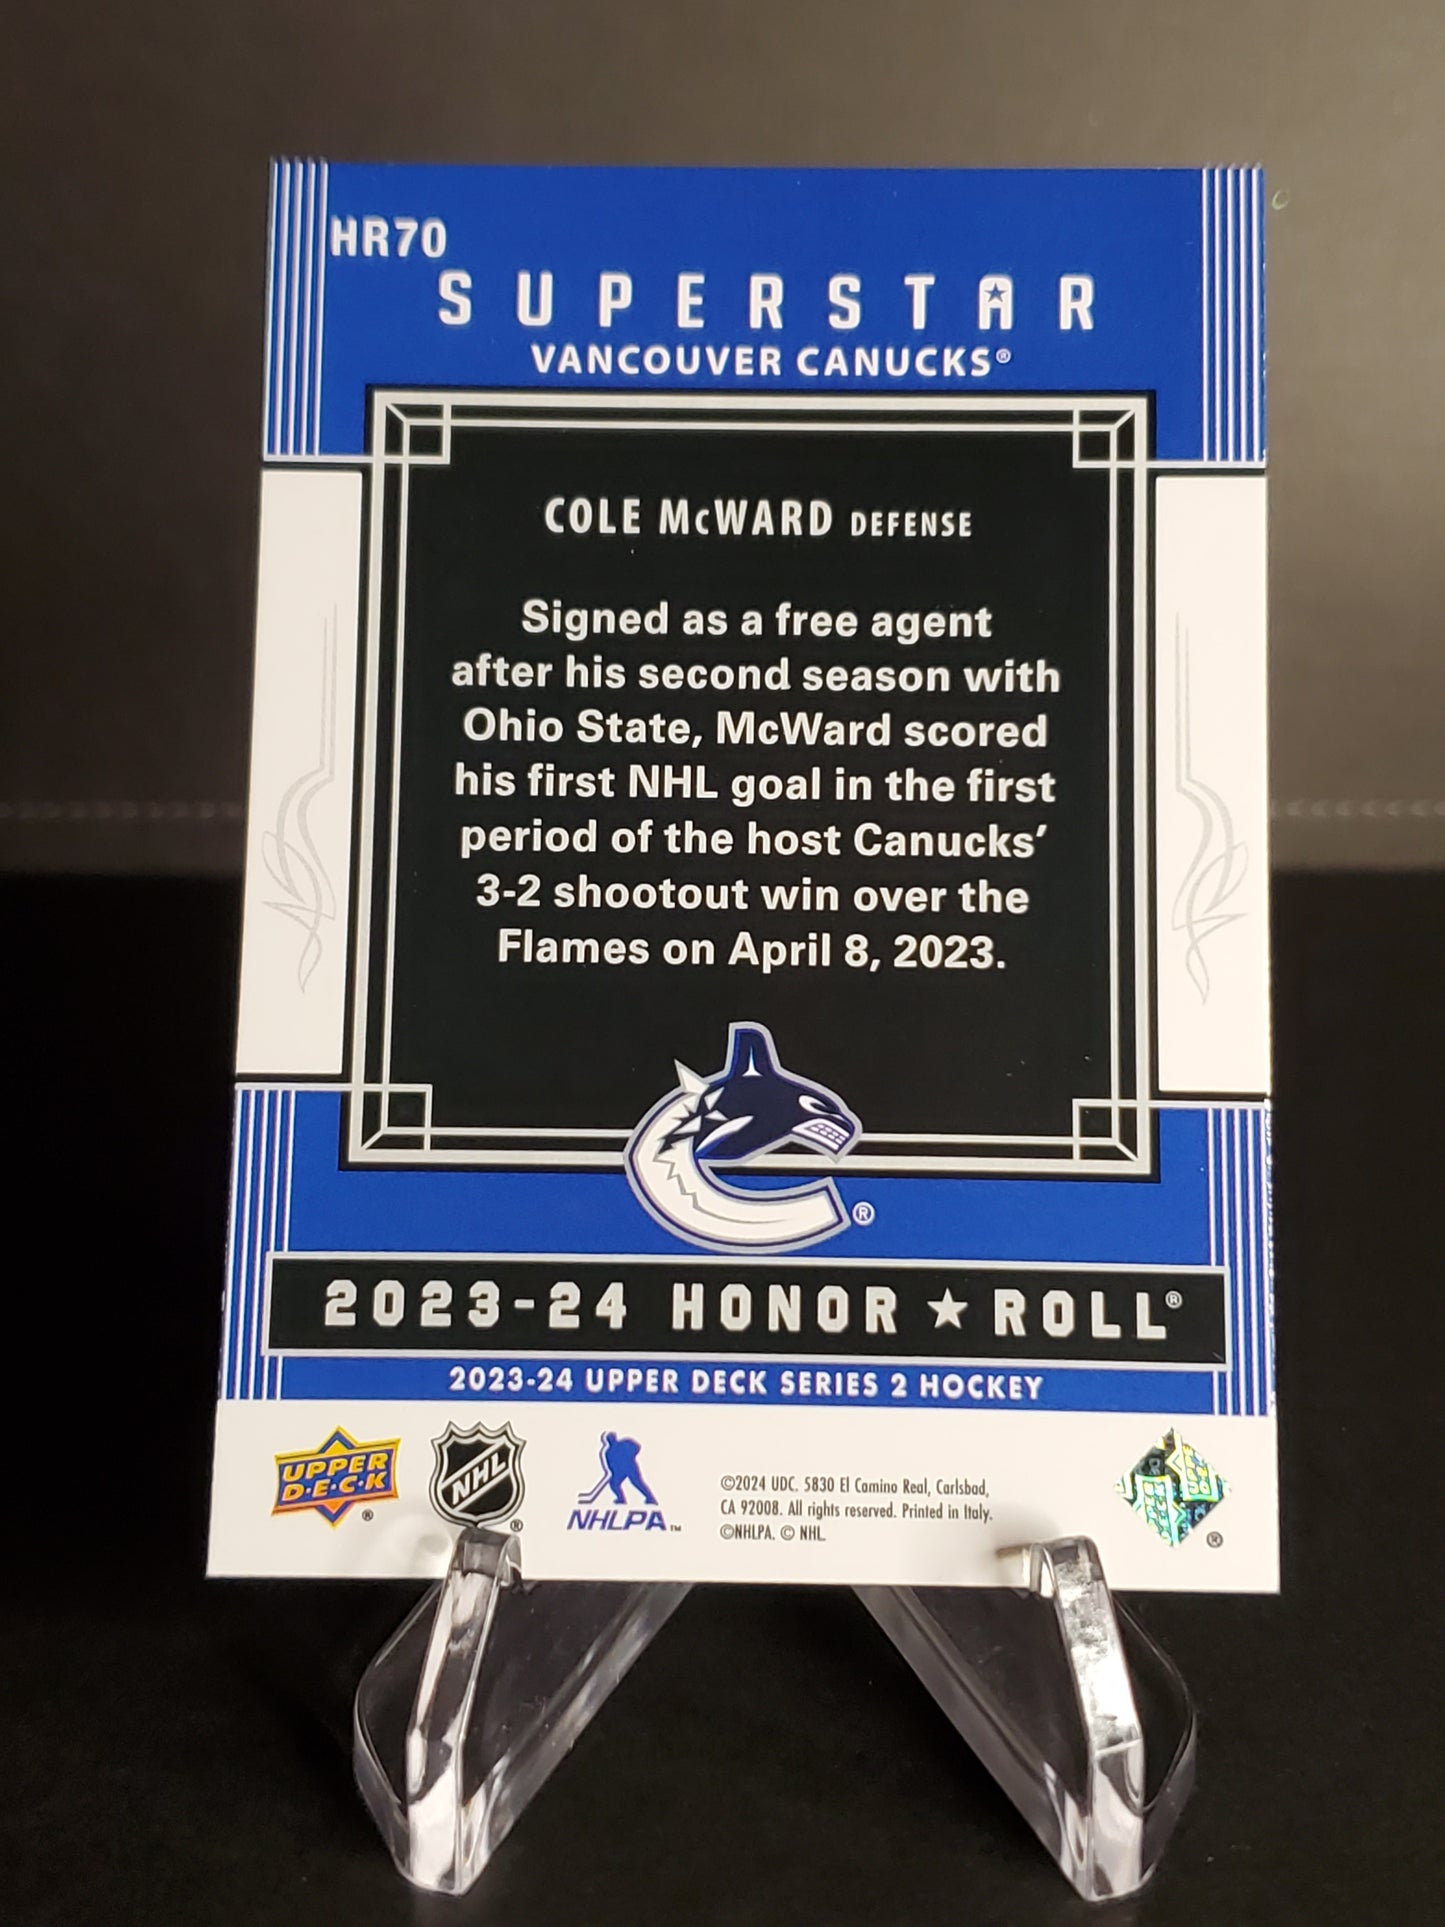 HR70
SUPERSTAR
VANCOUVER CANUCKS®
COLE McWARD DEFENSE
Signed as a free agent
after his second season with
Ohio State, McWard scored
his first NHL goal in the first
period of the host Canucks’
3-2 shootout win over the
Flames on April 8, 2023.
®
2023-24 HONOR ★ ROLL®
2023-24 UPPER DECK SERIES 2 HOCKEY
UPPER
D·E·C·K
®
NHL
®
NHLPA™
©2024 UDC. 5830 El Camino Real, Carlsbad,
CA 92008. All rights reserved. Printed in Italy.
©NHLPA. © NHL.
®